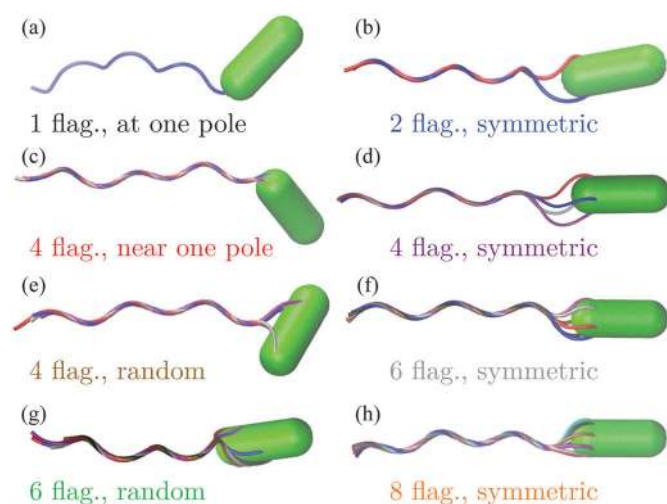 (a)
1 flag., at one pole
(b)
2 flag., symmetric
(c)
4 flag., near one pole
(d)
4 flag., symmetric
(e)
4 flag., random
(f)
6 flag., symmetric
(g)
6 flag., random
(h)
8 flag., symmetric